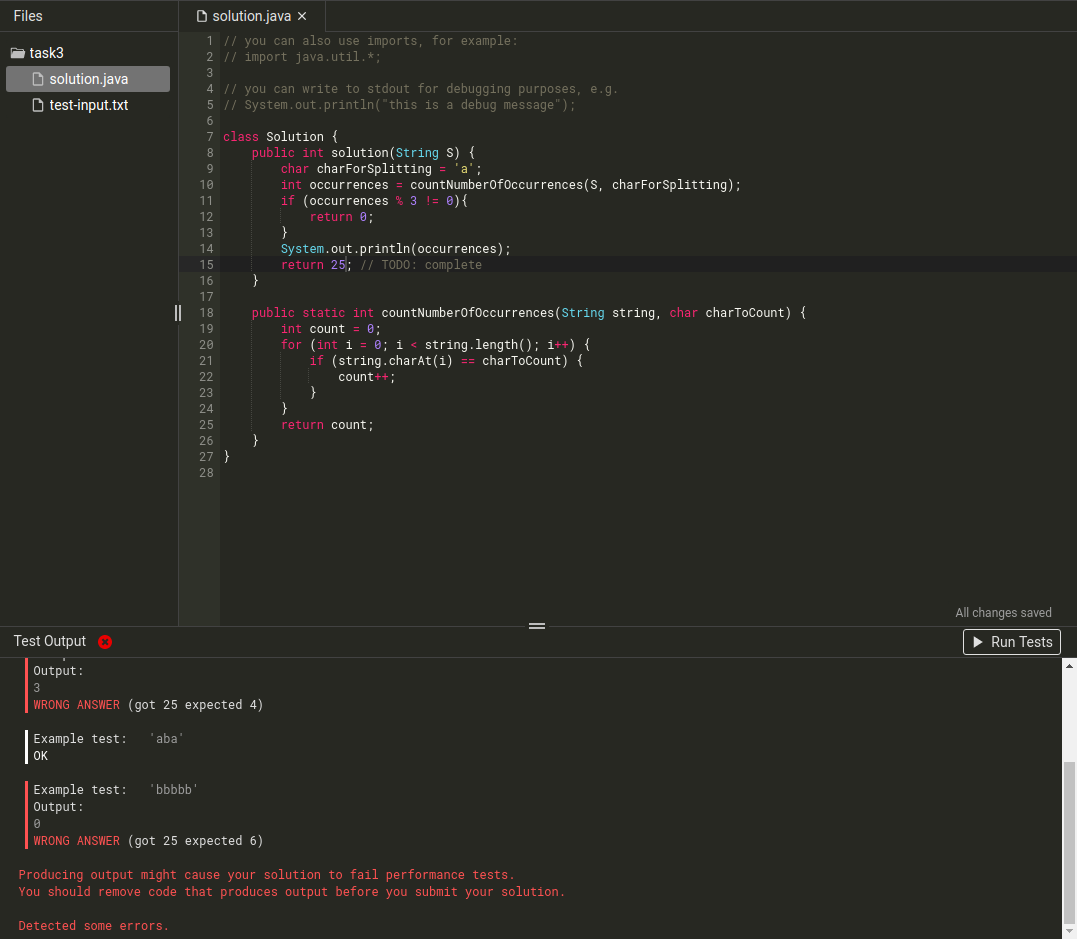 Files
solution.java ×
task3
solution.java
test-input.txt
1 // you can also use imports, for example:
2 // import java.util.*;
3
4 // you can write to stdout for debugging purposes, e.g.
5 // System.out.println("this is a debug message");
6
7 class Solution {
8 public int solution(String S) {
9 char charForSplitting = 'a';
10 int occurrences = countNumberOfOccurrences(S, charForSplitting);
11 if (occurrences % 3 != 0){
12 return 0;
13 }
14 System.out.println(occurrences);
15 return 25; // TODO: complete
16 }
17
18 public static int countNumberOfOccurrences(String string, char charToCount) {
19 int count = 0;
20 for (int i = 0; i < string.length(); i++) {
21 if (string.charAt(i) == charToCount) {
22 count++;
23 }
24 }
25 return count;
26 }
27 }
28
All changes saved
Test Output
Run Tests
Output:
3
WRONG ANSWER (got 25 expected 4)
Example test: 'aba'
OK
Example test: 'bbbbb'
Output:
0
WRONG ANSWER (got 25 expected 6)
Producing output might cause your solution to fail performance tests.
You should remove code that produces output before you submit your solution.
Detected some errors.